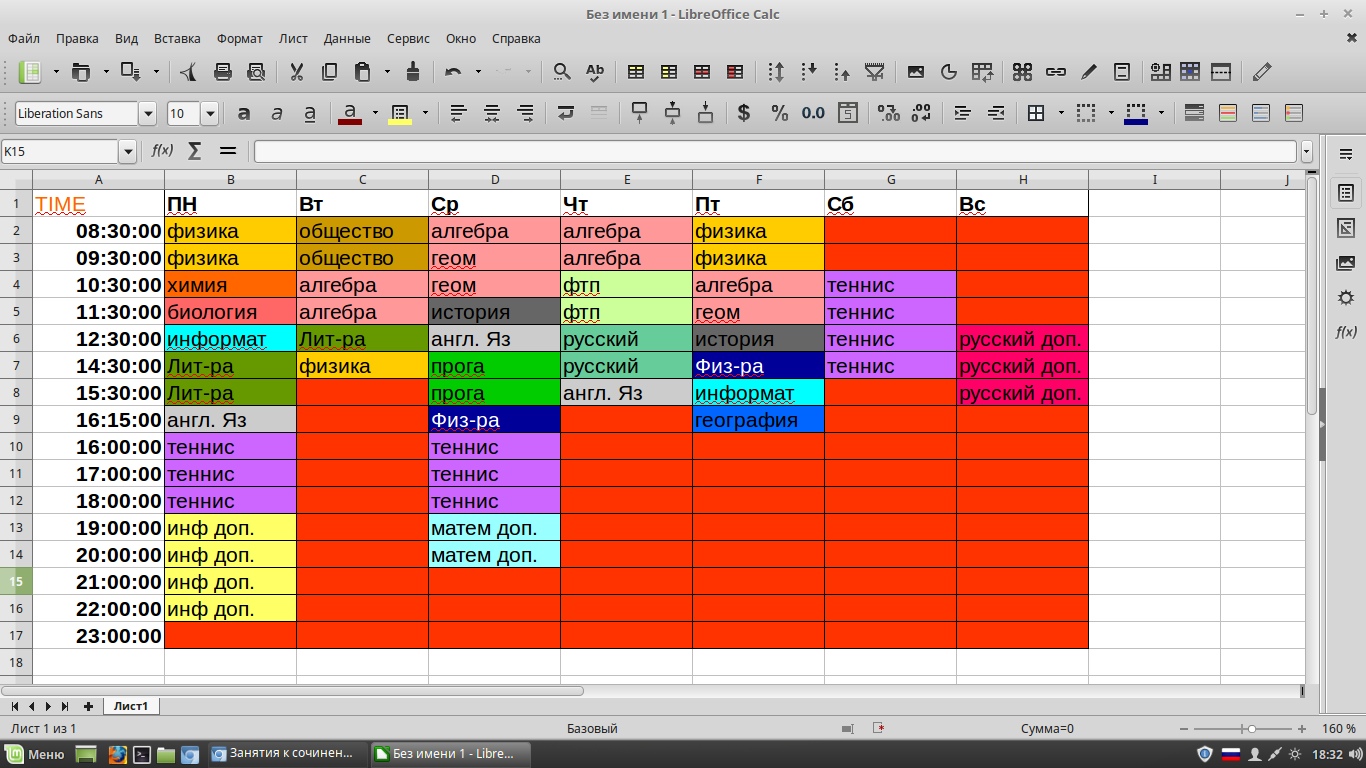 Без имени 1 - LibreOffice Calc
Файл Правка Вид Вставка Формат Лист Данные Сервис Окно Справка
Liberation Sans 10 a a a a $ % 0.0
K15 f(x) Σ =
A B C D E F G H I J
1 TIME ПН Вт Ср Чт Пт Сб Вс
2 08:30:00 физика общество алгебра алгебра физика
3 09:30:00 физика общество геом алгебра физика
4 10:30:00 химия алгебра геом фтп алгебра теннис
5 11:30:00 биология алгебра история фтп геом теннис
6 12:30:00 информат Лит-ра англ. Яз русский история теннис русский доп.
7 14:30:00 Лит-ра физика прога русский Физ-ра теннис русский доп.
8 15:30:00 Лит-ра прога англ. Яз информат русский доп.
9 16:15:00 англ. Яз Физ-ра география
10 16:00:00 теннис теннис
11 17:00:00 теннис теннис
12 18:00:00 теннис теннис
13 19:00:00 инф доп. матем доп.
14 20:00:00 инф доп. матем доп.
15 21:00:00 инф доп.
16 22:00:00 инф доп.
17 23:00:00
18
Лист1
Лист 1 из 1 Базовый Сумма=0 160 %
Меню Занятия к сочинен... Без имени 1 - Libre... 18:32